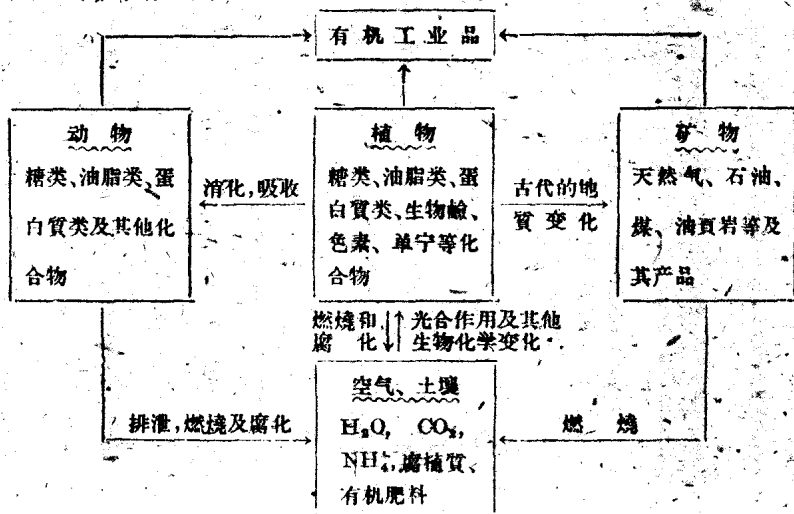 有机工业品
动物
糖类、油脂类、蛋
白質类及其他化
合物
消化,吸收
植物
糖类、油脂类、蛋
白質类、生物鹼、
色素、单宁等化
合物
古代的地
質变化
矿物
天然气、石油、
煤、油頁岩等及
其产品
燃烧和
腐化
光合作用及其他
生物化学变化
排泄,燃烧及腐化
空气、土壤
H₂O, CO₂,
NH₄⁺,腐植質、
有机肥料
燃烧